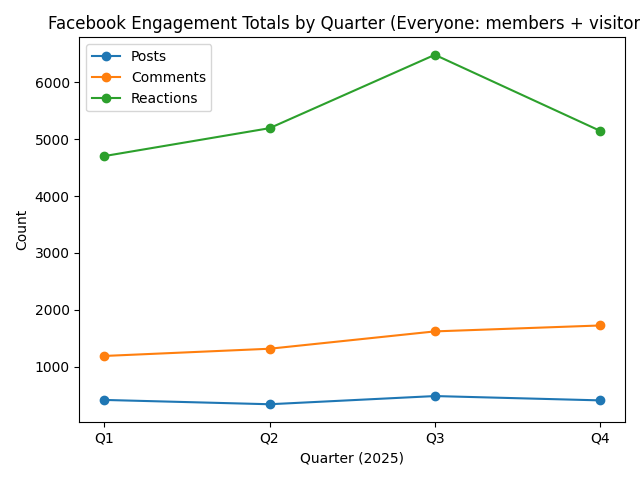 Facebook Engagement Totals by Quarter (Everyone: members + visitor
Posts
Comments
Reactions
6000
5000
4000
3000
2000
1000
Count
Q1 Q2 Q3 Q4
Quarter (2025)